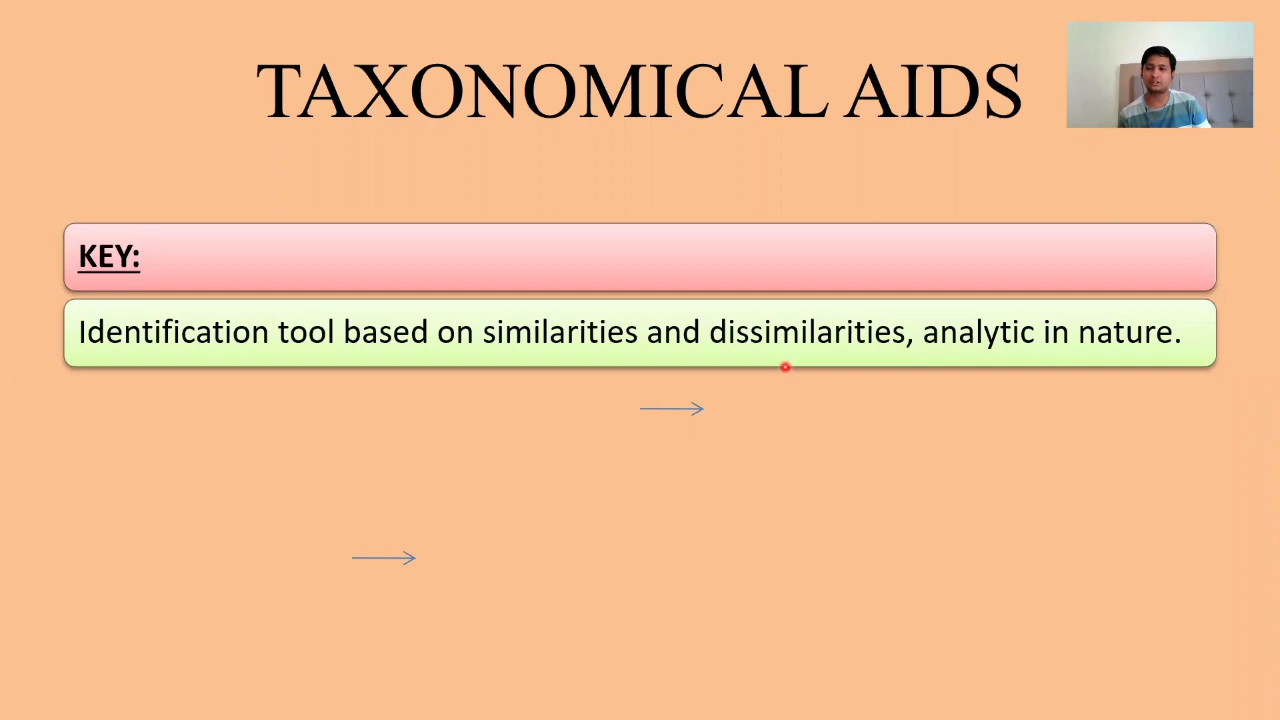 TAXONOMICAL AIDS
KEY:
Identification tool based on similarities and dissimilarities, analytic in nature.